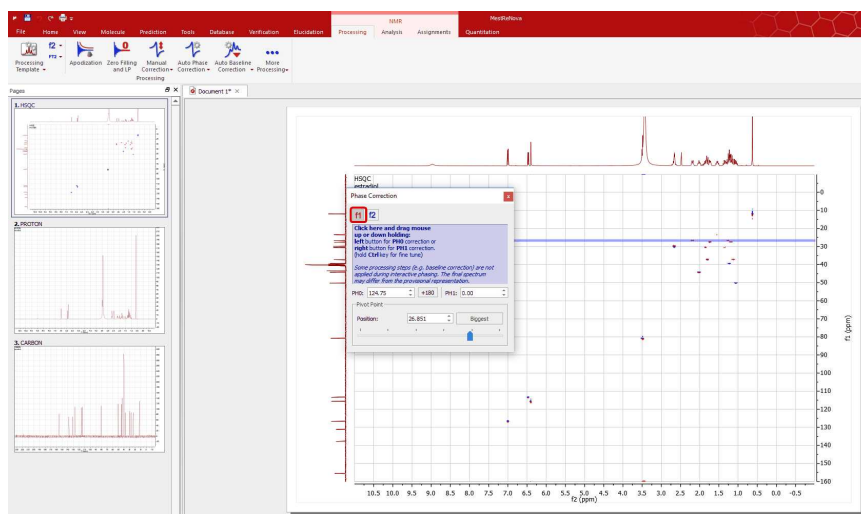 NMR
MestReNova
File Home View Molecule Prediction Tools Database Verification Elucidation Processing Analysis Assignments Quantitation
Processing Template
f2
FT2
Apodization
Zero Filling and LP
Manual Correction
Auto Phase Correction
Auto Baseline Correction
More Processing
Processing
Pages
Document 1*
1. HSQC
2. PROTON
3. CARBON
HSQC
estradiol
Phase Correction
f1 f2
Click here and drag mouse
up or down holding:
left button for PH0 correction or
right button for PH1 correction.
(hold Ctrl key for fine tune)
Some processing steps (e.g. baseline correction) are not
applied during interactive phasing. The final spectrum
may differ from the provisional representation.
PH0: 124.75 +180 PH1: 0.00
Pivot Point
Position: 26.851 Biggest
-0
-10
-20
-30
-40
-50
-60
-70
-80
-90
-100
-110
-120
-130
-140
-150
-160
f1 (ppm)
10.5 10.0 9.5 9.0 8.5 8.0 7.5 7.0 6.5 6.0 5.5 5.0 4.5 4.0 3.5 3.0 2.5 2.0 1.5 1.0 0.5 0.0 -0.5
f2 (ppm)